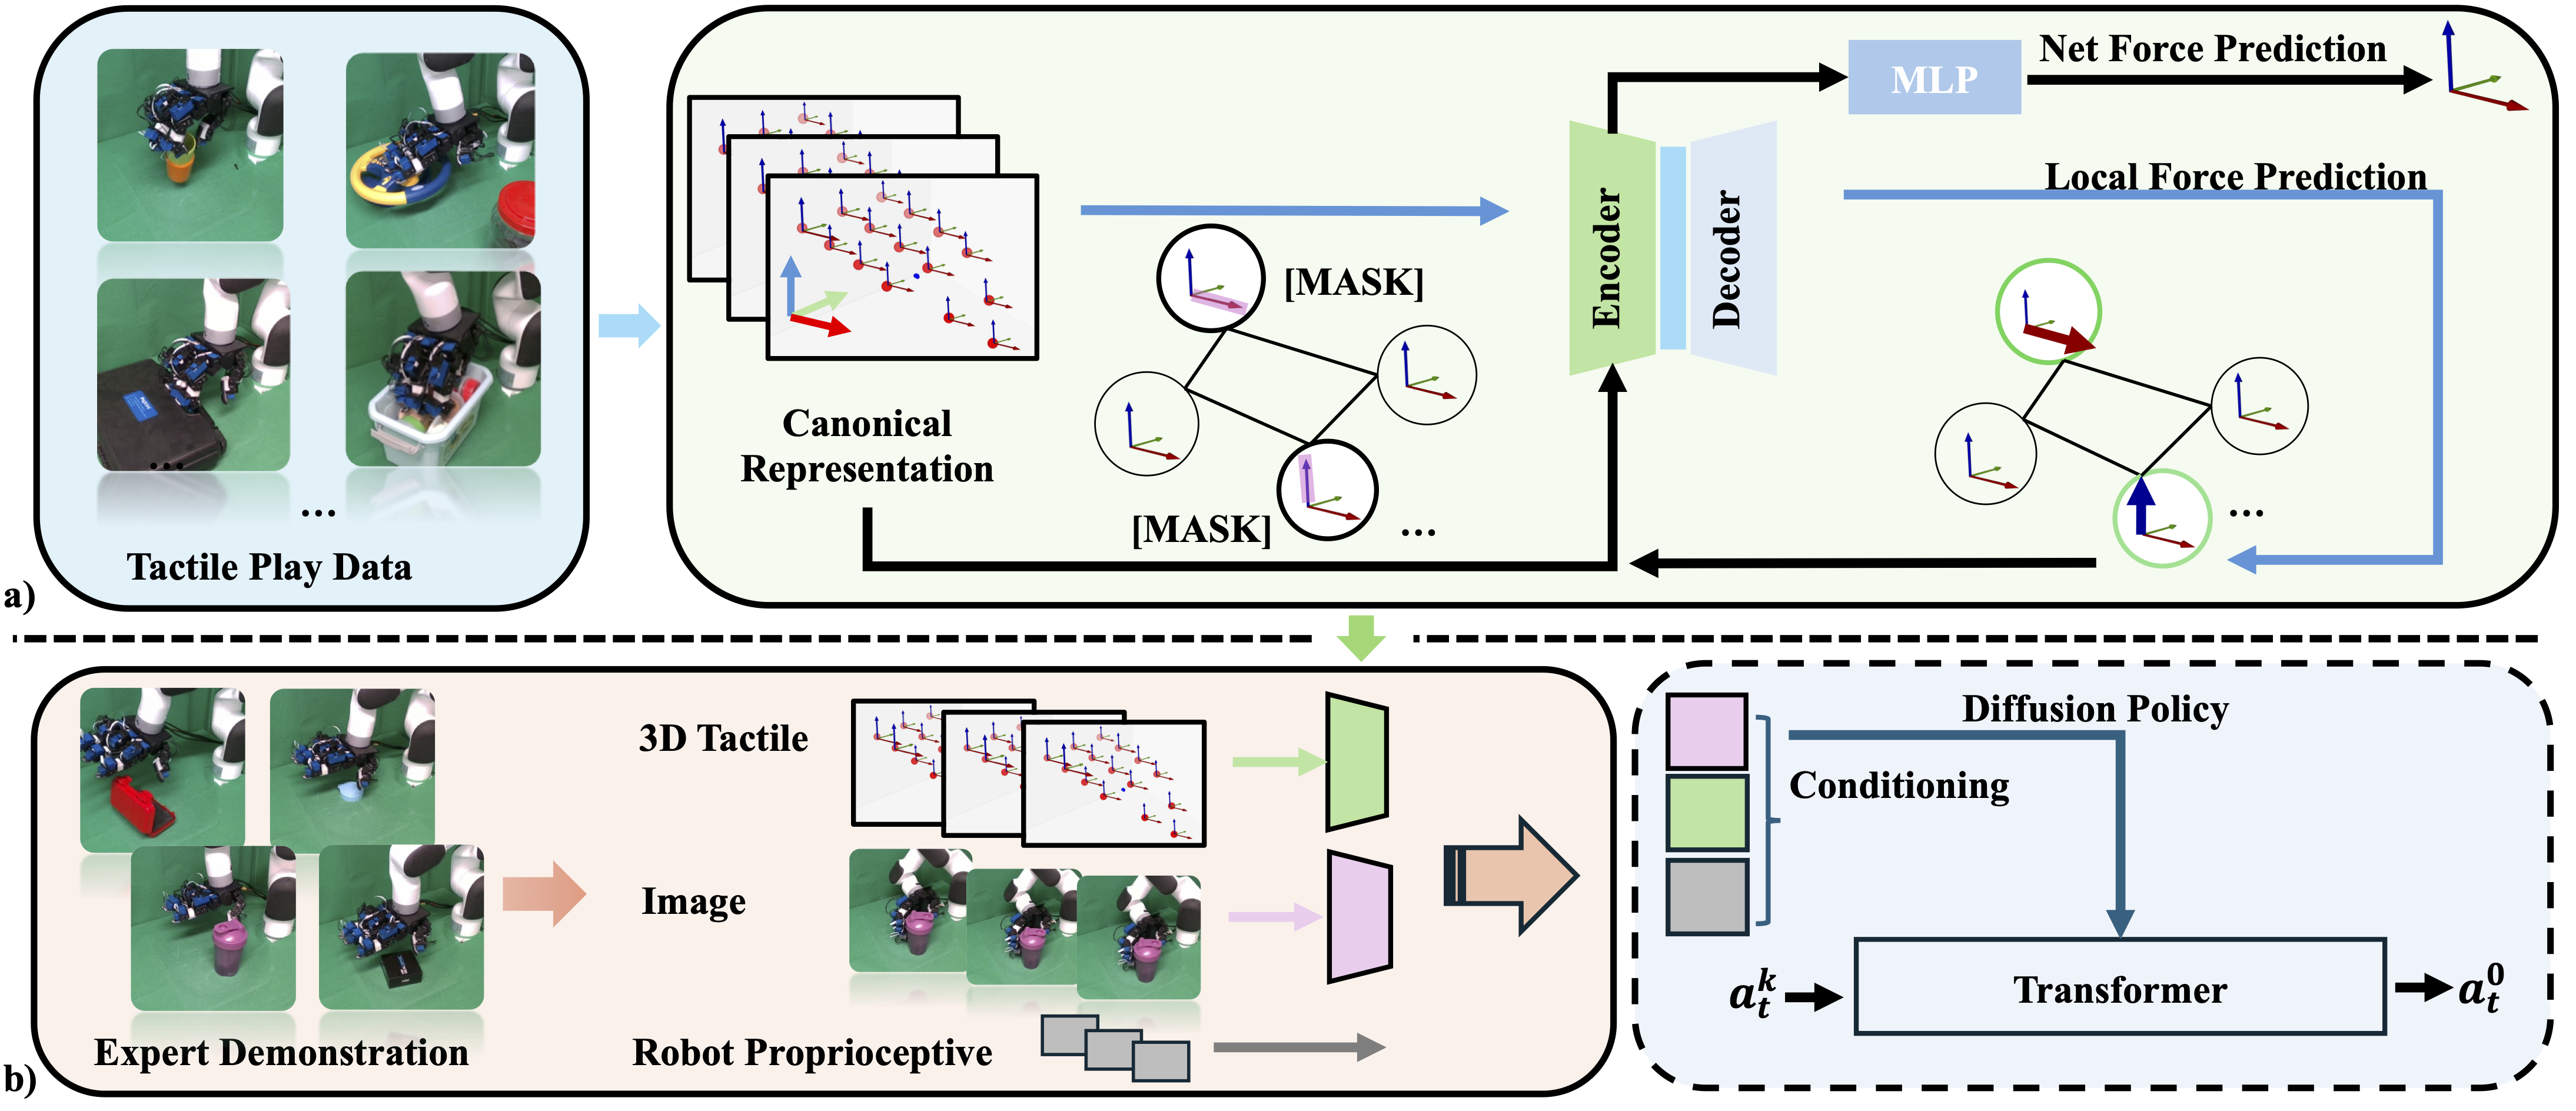 Tactile Play Data
...
...
a)
Canonical
Representation
[MASK]
[MASK]
...
Encoder
Decoder
MLP
Net Force Prediction
Local Force Prediction
...
b)
Expert Demonstration
3D Tactile
Image
Robot Proprioceptive
Diffusion Policy
Conditioning
a_t^k
Transformer
a_t^0